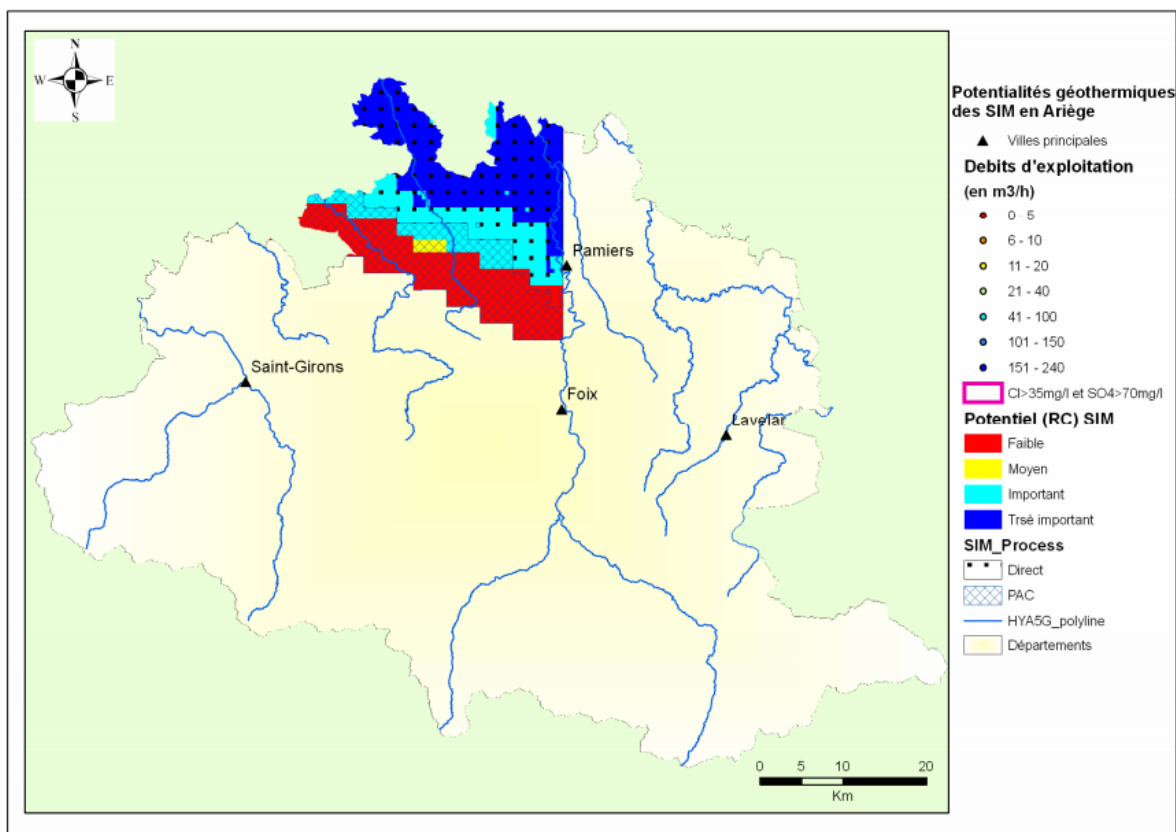 N
W
E
S
Pamiers
Saint-Girons
Foix
Lavelar
0 5 10 20
Km
Potentialités géothermiques
des SIM en Ariège
Villes principales
Debits d'exploitation
(en m3/h)
0 - 5
6 - 10
11 - 20
21 - 40
41 - 100
101 - 150
151 - 240
Cl>35mg/l et SO4>70mg/l
Potentiel (RC) SIM
Faible
Moyen
Important
Trsè important
SIM_Process
Direct
PAC
HYA5G_polyline
Départements